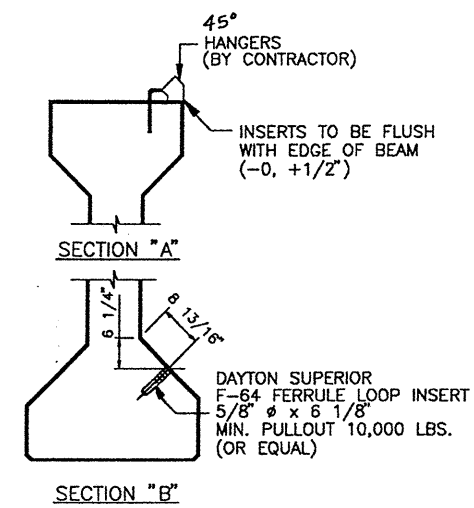 45°
HANGERS
(BY CONTRACTOR)
INSERTS TO BE FLUSH
WITH EDGE OF BEAM
(-0, +1/2")
SECTION "A"
6 1/4"
8 13/16"
DAYTON SUPERIOR
F-64 FERRULE LOOP INSERT
5/8" ø x 6 1/8"
MIN. PULLOUT 10,000 LBS.
(OR EQUAL)
SECTION "B"